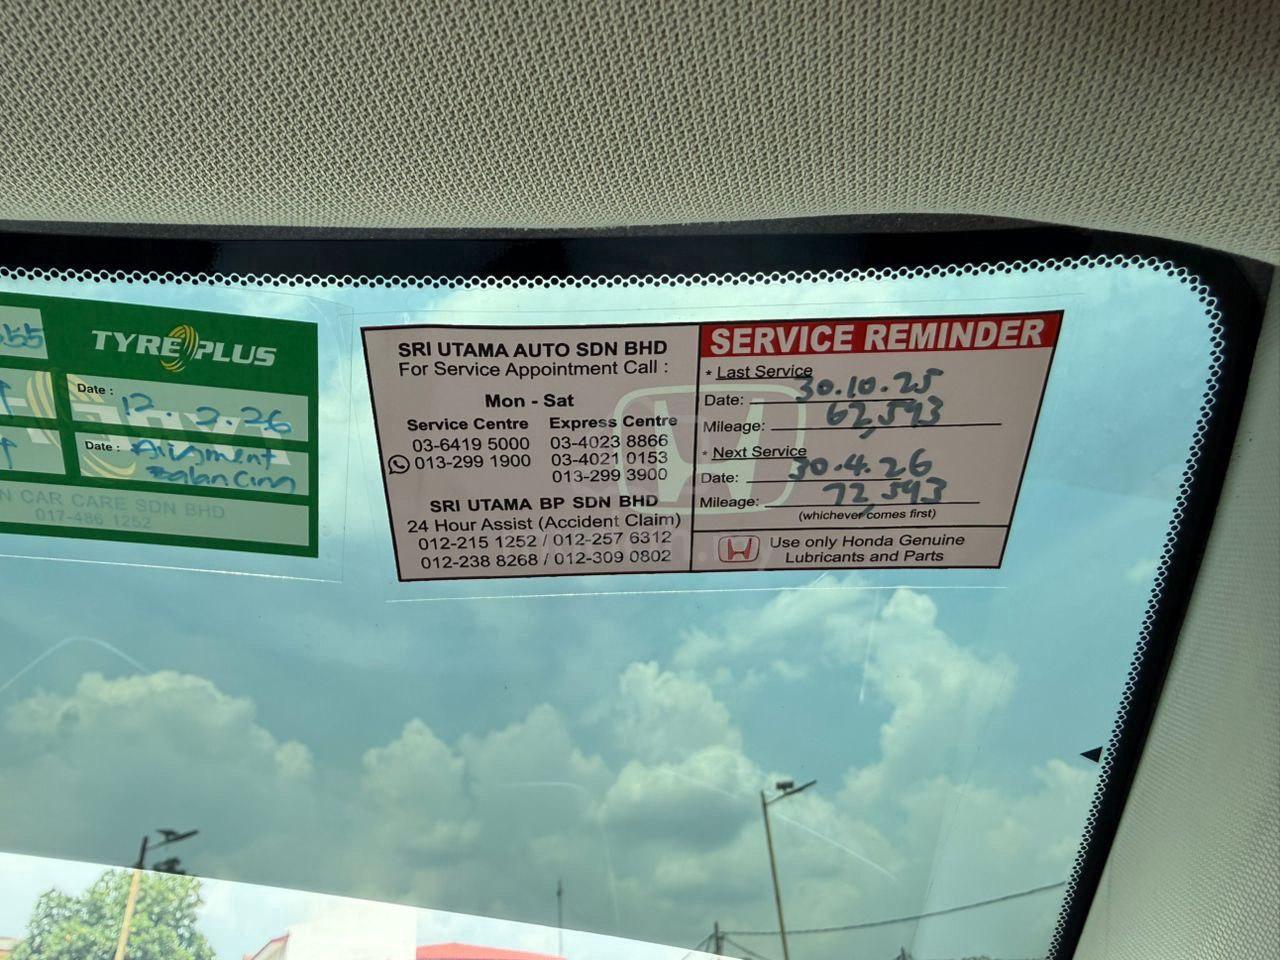 TYRE PLUS
Date : 12.2.26
Date : Alignment
Balancing
N CAR CARE SDN BHD
017-486 1252
SRI UTAMA AUTO SDN BHD
For Service Appointment Call :
Mon - Sat
Service Centre Express Centre
03-6419 5000 03-4023 8866
013-299 1900 03-4021 0153
013-299 3900
SRI UTAMA BP SDN BHD
24 Hour Assist (Accident Claim)
012-215 1252 / 012-257 6312
012-238 8268 / 012-309 0802
SERVICE REMINDER
* Last Service
Date: 30.10.25
Mileage: 62,593
* Next Service
Date: 30.4.26
Mileage: 72,593
(whichever comes first)
Use only Honda Genuine
Lubricants and Parts